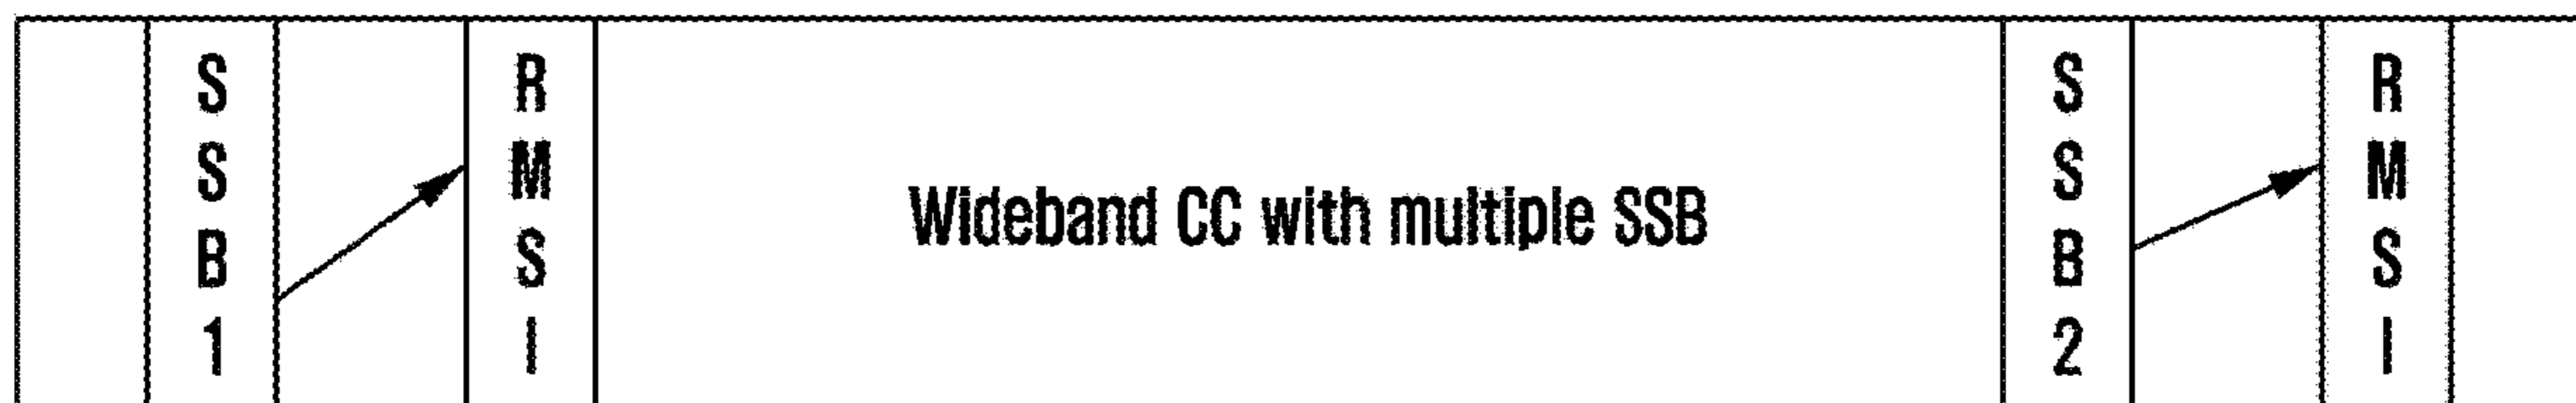 SSB1
RMSI
Wideband CC with multiple SSB
SSB2
RMSI